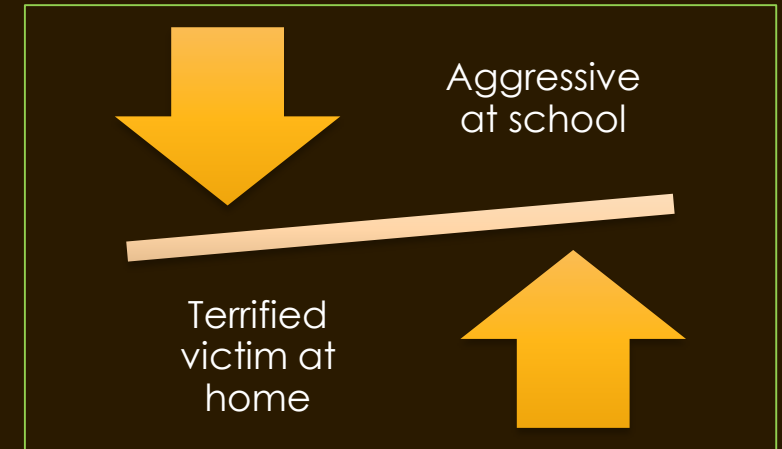 Aggressive
at school
Terrified
victim at
home